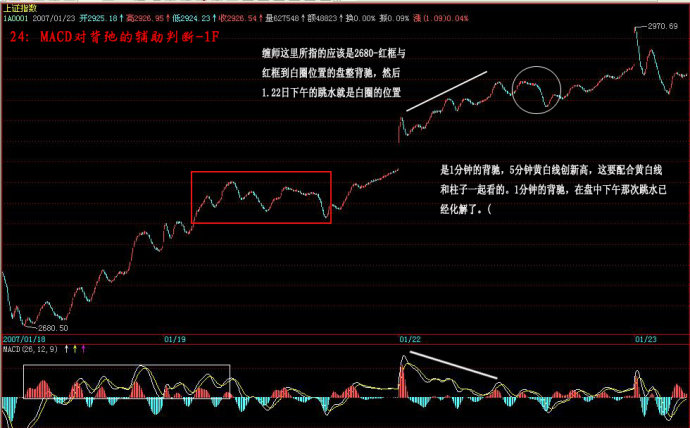 上证指数
1A0001 2007/01/23 开2925.18↑高2926.95↑低2924.23↑收2926.54↑量627548↑额48823↑换0.00% 振0.09% 涨(1.09)0.04%
24: MACD对背弛的辅助判断-1F
2970.69
缠师这里所指的应该是2680-红框与
红框到白圈位置的盘整背驰，然后
1.22日下午的跳水就是白圈的位置
是1分钟的背驰，5分钟黄白线创新高，这要配合黄白线
和柱子一起看的。1分钟的背驰，在盘中下午那次跳水已
经化解了。(
2680.50
2007/01/18 01/19 01/22 01/23
MACD(26,12,9) ↑ ↑ ↑